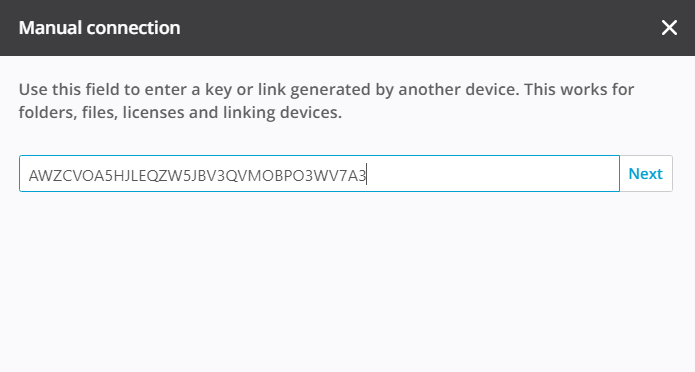 Manual connection
Use this field to enter a key or link generated by another device. This works for
folders, files, licenses and linking devices.
AWZCVOA5HJLEQZW5JBV3QVMOBPO3WV7A3
Next